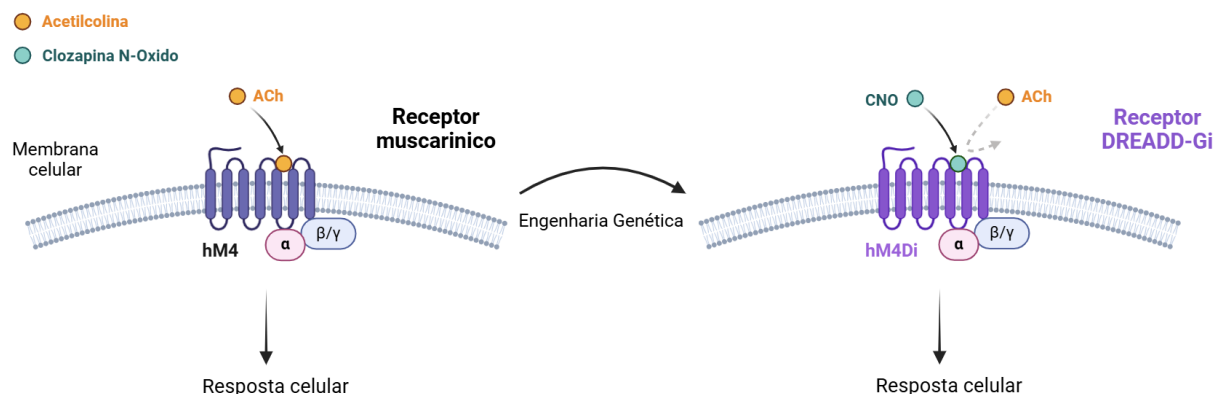 Acetilcolina
Clozapina N-Oxido
ACh
Receptor
muscarinico
Membrana
celular
hM4
α
β/γ
Resposta celular
Engenharia Genética
CNO
ACh
Receptor
DREADD-Gi
hM4Di
α
β/γ
Resposta celular